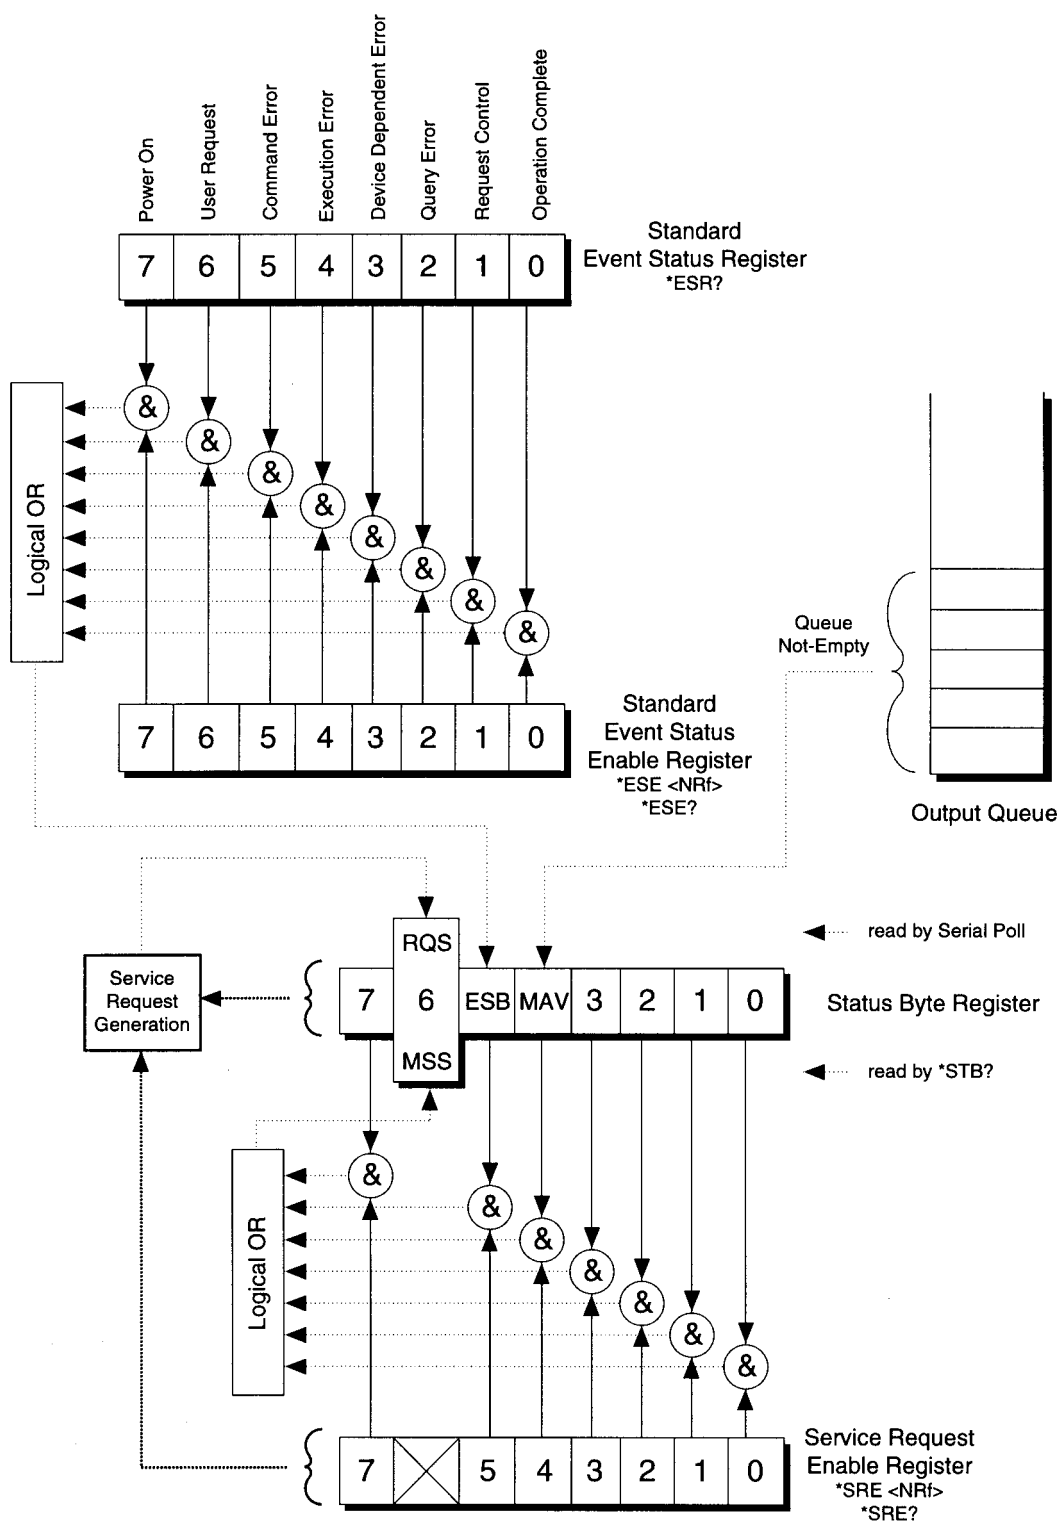 Power On
User Request
Command Error
Execution Error
Device Dependent Error
Query Error
Request Control
Operation Complete
7 6 5 4 3 2 1 0
Standard
Event Status Register
*ESR?
&
&
&
&
&
&
&
&
Logical OR
Queue
Not-Empty
Output Queue
7 6 5 4 3 2 1 0
Standard
Event Status
Enable Register
*ESE <NRf>
*ESE?
read by Serial Poll
Service
Request
Generation
RQS
7 6 ESB MAV 3 2 1 0
MSS
Status Byte Register
read by *STB?
&
&
&
&
&
&
&
Logical OR
7 5 4 3 2 1 0
Service Request
Enable Register
*SRE <NRf>
*SRE?